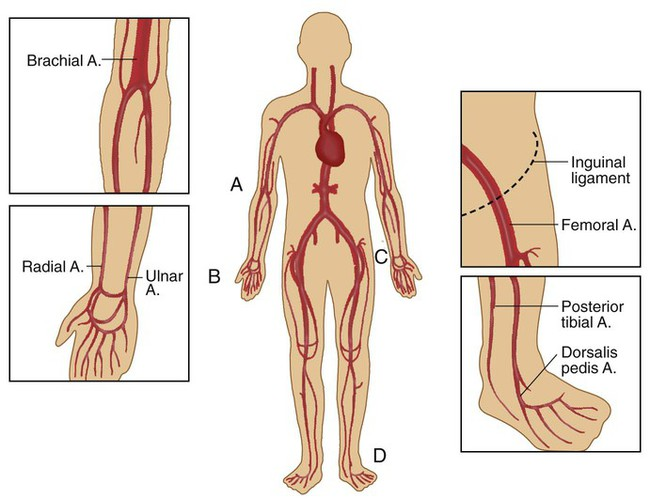 Brachial A.
Radial A.
Ulnar
A.
A
B
C
D
Inguinal
ligament
Femoral A.
Posterior
tibial A.
Dorsalis
pedis A.